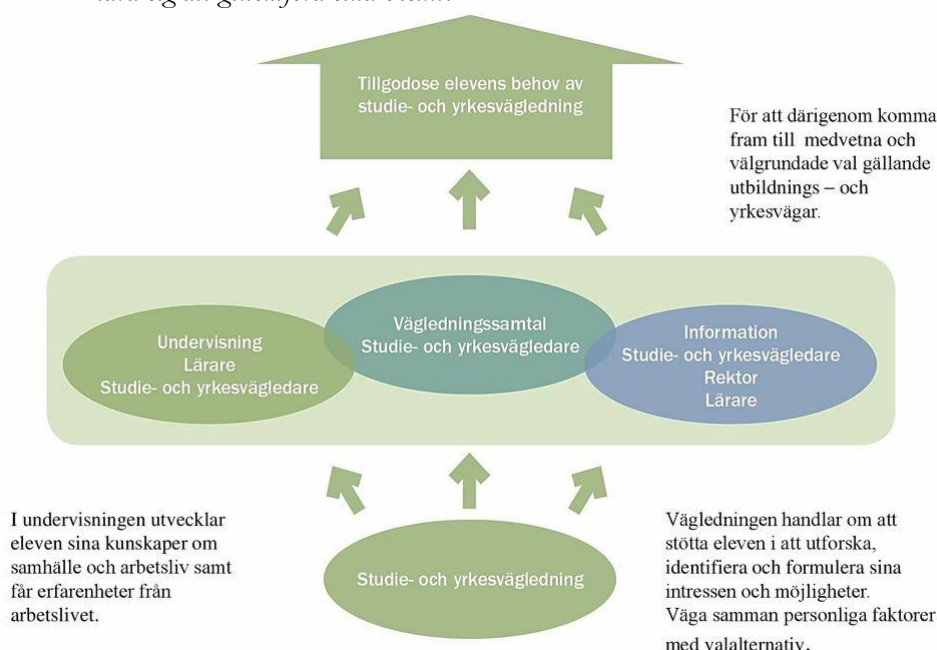 Tillgodose elevens behov av
studie- och yrkesvägledning
För att därigenom komma
fram till medvetna och
välgrundade val gällande
utbildnings – och
yrkesvägar.
Undervisning
Lärare
Studie- och yrkesvägledare
Vägledningssamtal
Studie- och yrkesvägledare
Information
Studie- och yrkesvägledare
Rektor
Lärare
I undervisningen utvecklar
eleven sina kunskaper om
samhälle och arbetsliv samt
får erfarenheter från
arbetslivet.
Studie- och yrkesvägledning
Vägledningen handlar om att
stötta eleven i att utforska,
identifiera och formulera sina
intressen och möjligheter.
Väga samman personliga faktorer
med valalternativ.